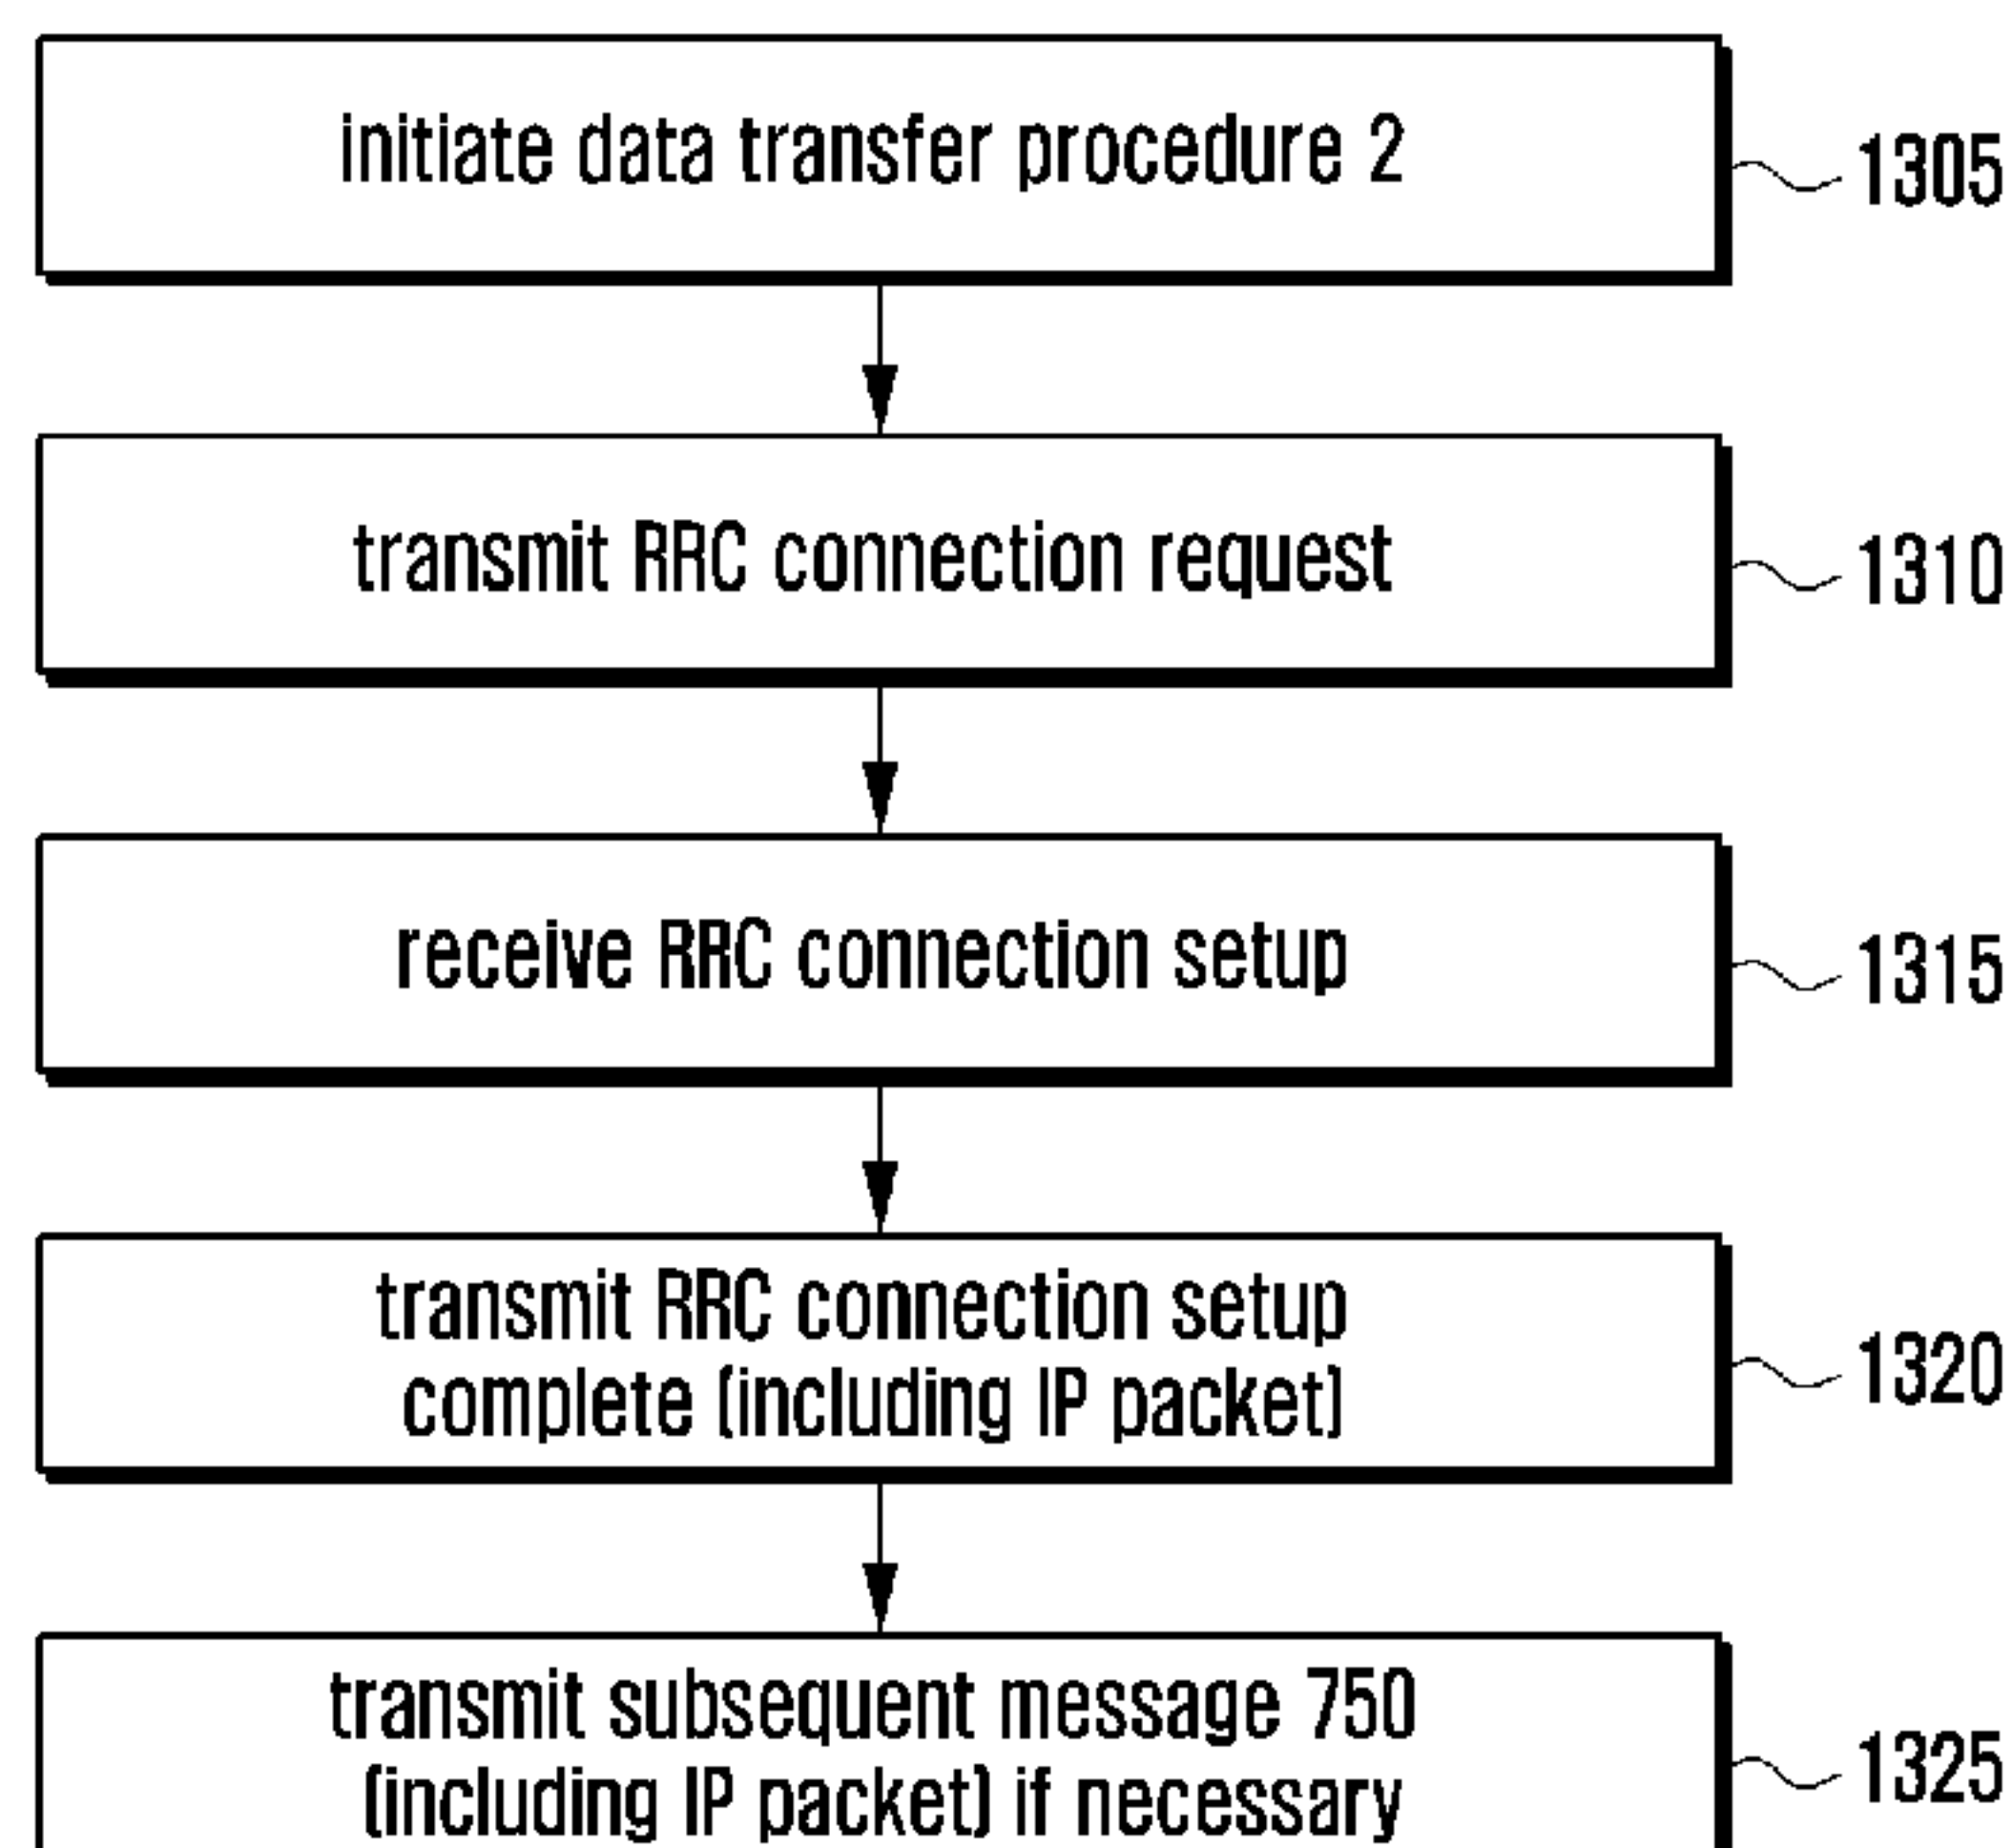 initiate data transfer procedure 2
1305
transmit RRC connection request
1310
receive RRC connection setup
1315
transmit RRC connection setup
complete (including IP packet)
1320
transmit subsequent message 750
(including IP packet) if necessary
1325